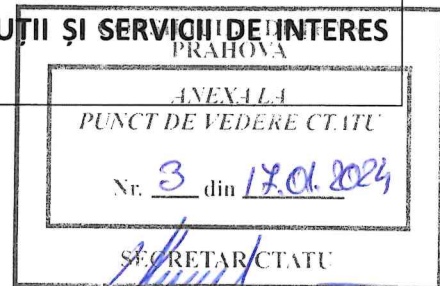 UȚII ȘI SERVICII DE INTERES
PRAHOVA
ANEXA LA
PUNCT DE VEDERE CTATU
Nr. 3 din 17.01.2024
SECRETAR CTATU